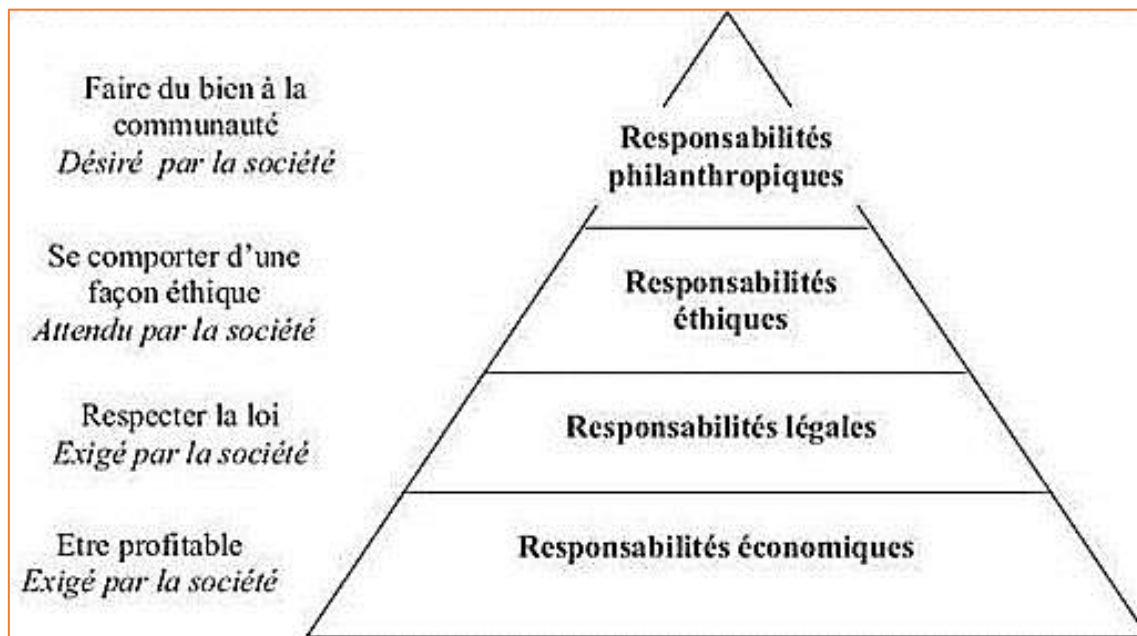 Faire du bien à la
communauté
Désiré par la société
Responsabilités
philanthropiques
Se comporter d'une
façon éthique
Attendu par la société
Responsabilités
éthiques
Respecter la loi
Exigé par la société
Responsabilités légales
Etre profitable
Exigé par la société
Responsabilités économiques